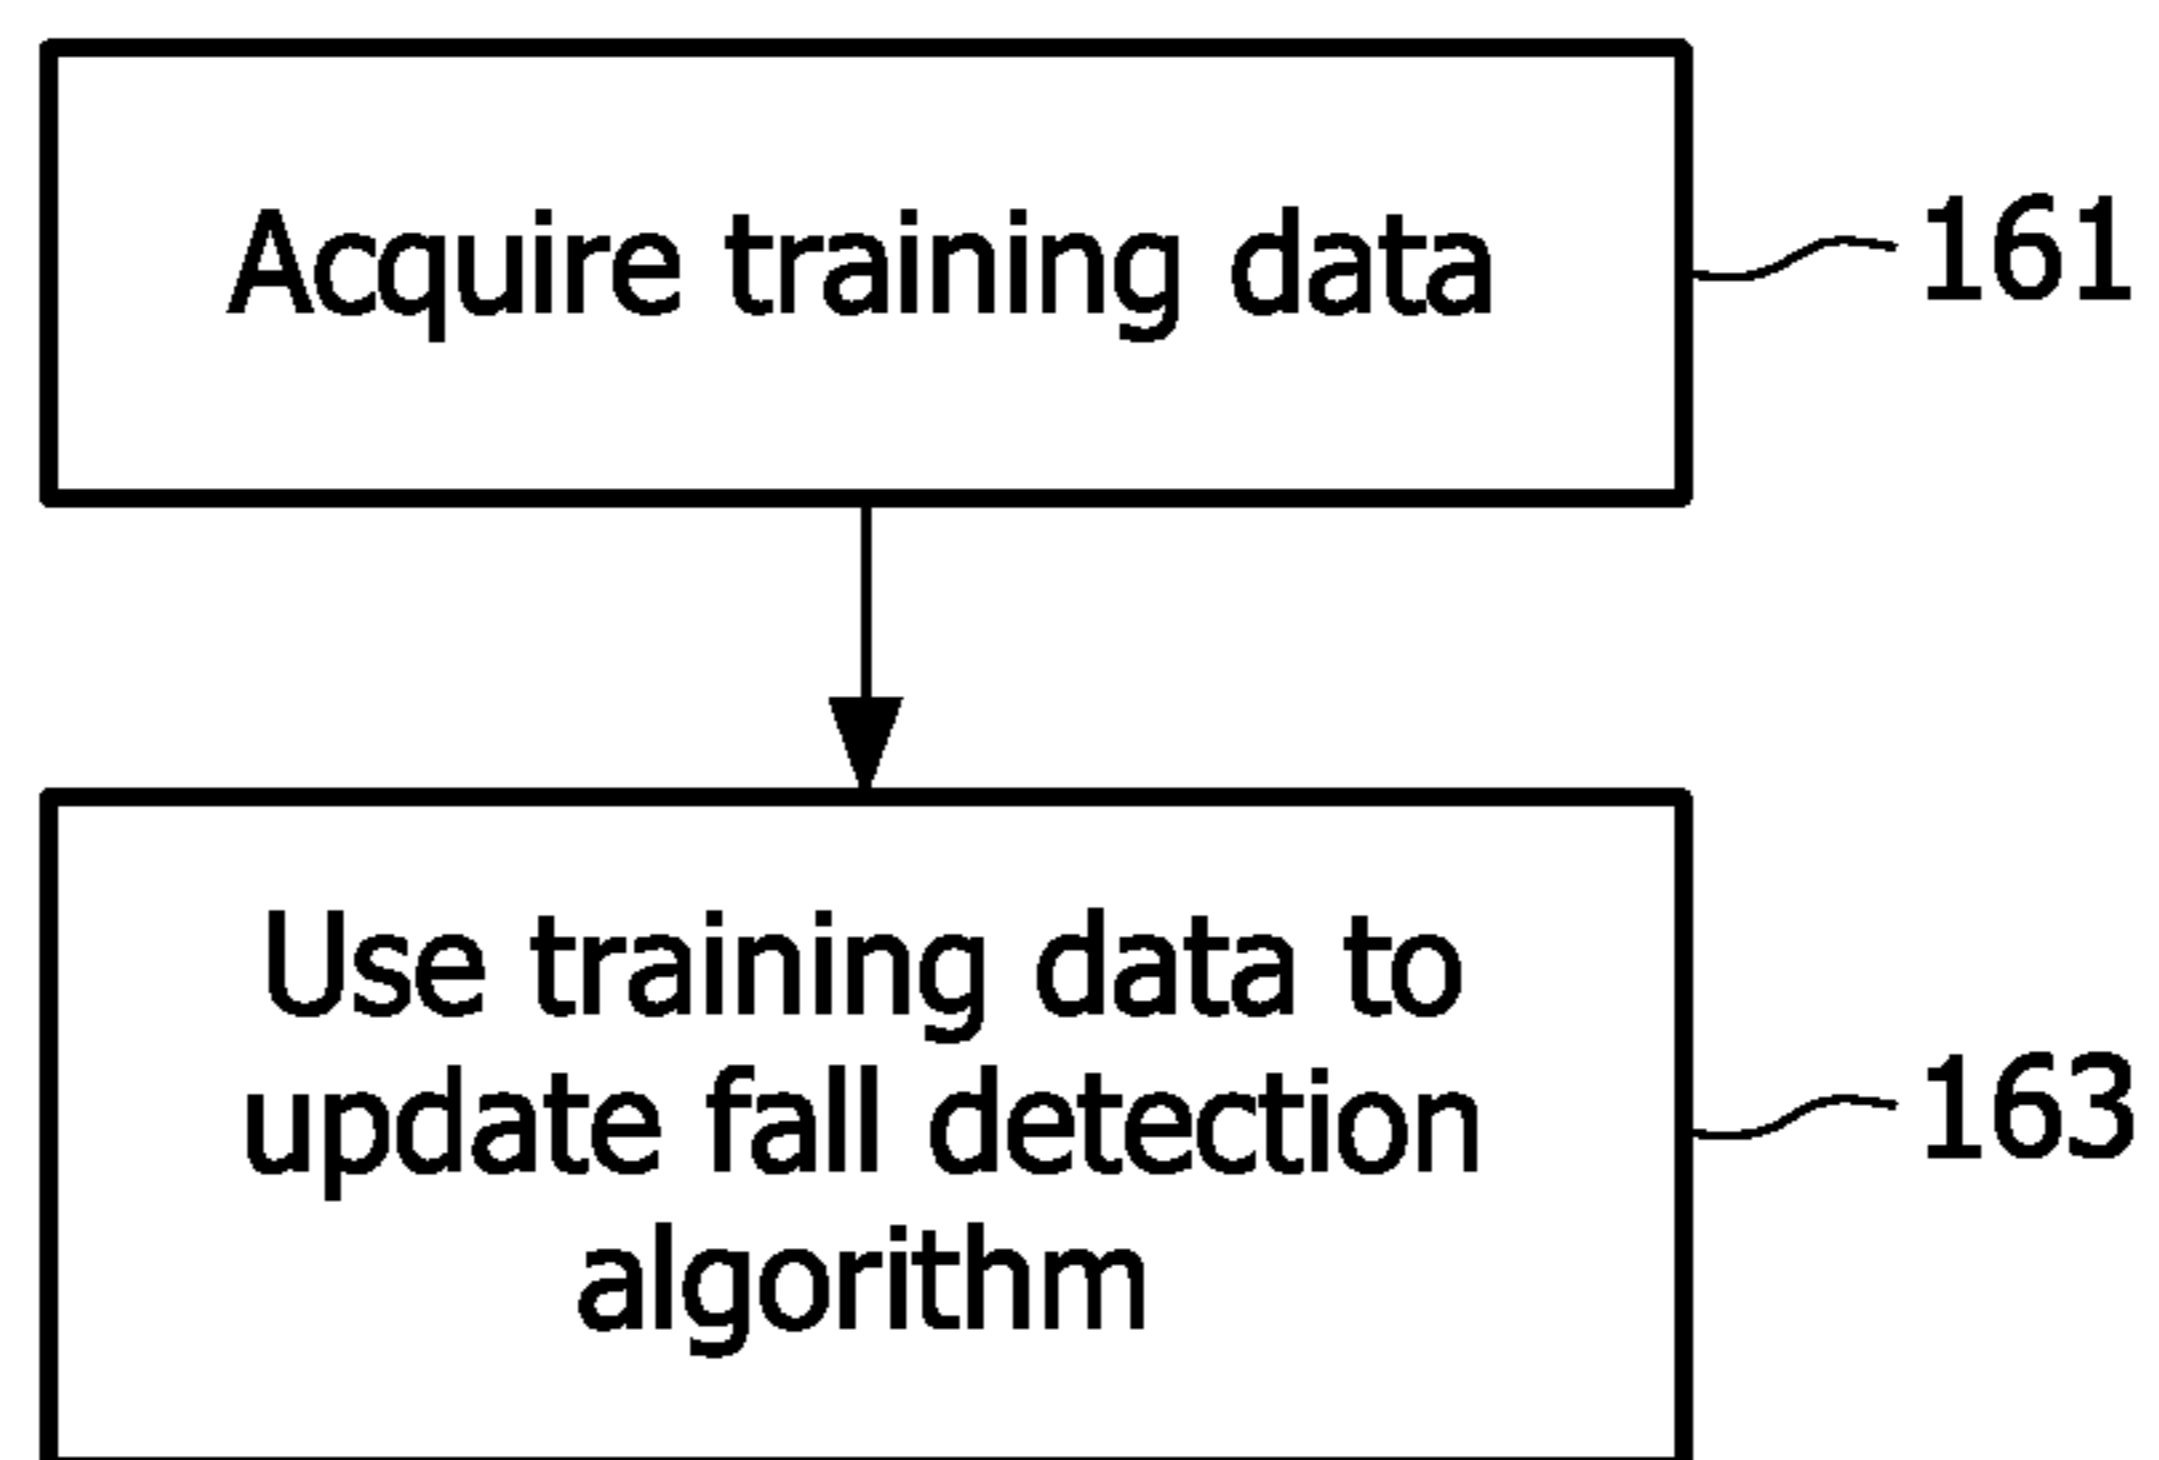 Acquire training data
161
Use training data to
update fall detection
algorithm
163